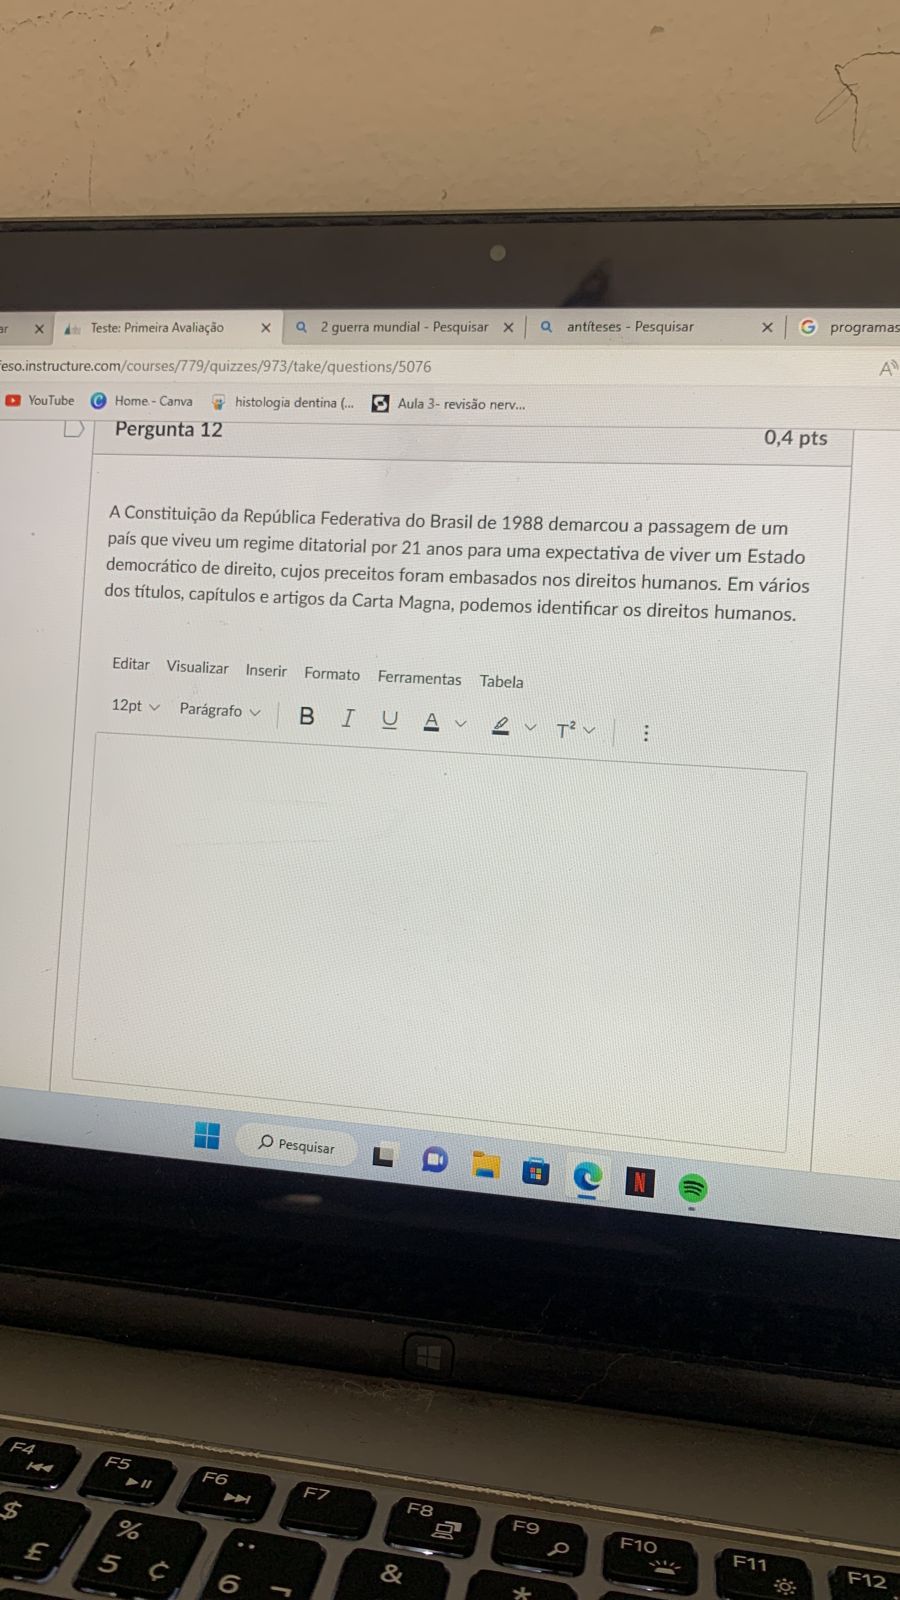 Teste: Primeira Avaliação
2 guerra mundial - Pesquisar
antíteses - Pesquisar
programas
eso.instructure.com/courses/779/quizzes/973/take/questions/5076
YouTube
Home - Canva
histologia dentina (...
Aula 3- revisão nerv...
Pergunta 12
0,4 pts
A Constituição da República Federativa do Brasil de 1988 demarcou a passagem de um
país que viveu um regime ditatorial por 21 anos para uma expectativa de viver um Estado
democrático de direito, cujos preceitos foram embasados nos direitos humanos. Em vários
dos títulos, capítulos e artigos da Carta Magna, podemos identificar os direitos humanos.
Editar Visualizar Inserir Formato Ferramentas Tabela
12pt Parágrafo B I U A T²
Pesquisar
N
F4
F5
F6
F7
F8
F9
F10
F11
F12
$
£
%
5 ¢
6 ¬
&
*